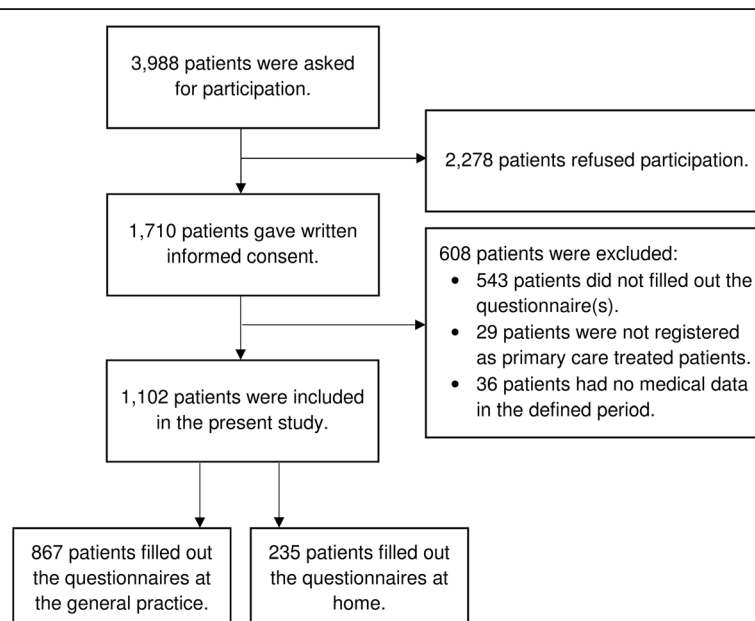 3,988 patients were asked
for participation.
2,278 patients refused participation.
1,710 patients gave written
informed consent.
608 patients were excluded:
• 543 patients did not filled out the
questionnaire(s).
• 29 patients were not registered
as primary care treated patients.
• 36 patients had no medical data
in the defined period.
1,102 patients were included
in the present study.
867 patients filled out
the questionnaires at
the general practice.
235 patients filled out
the questionnaires at
home.